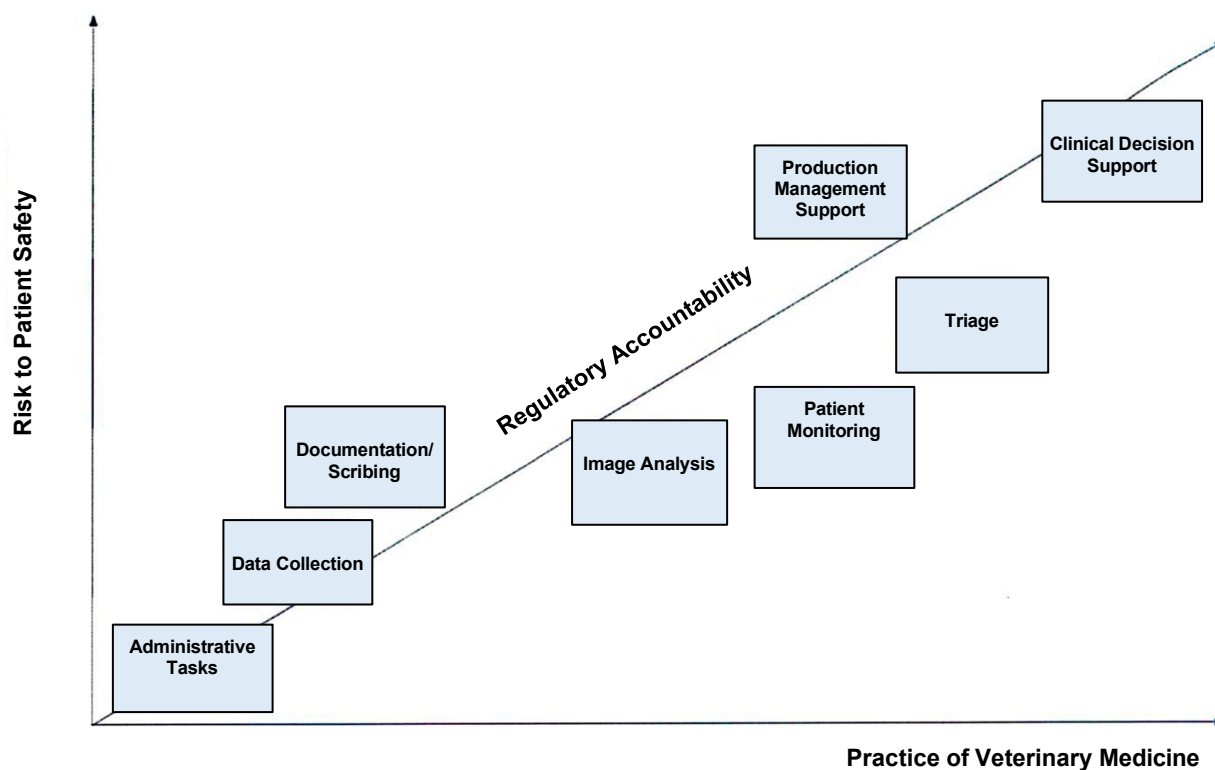 Risk to Patient Safety
Clinical Decision
Support
Production
Management
Support
Triage
Regulatory Accountability
Patient
Monitoring
Documentation/
Scribing
Image Analysis
Data Collection
Administrative
Tasks
Practice of Veterinary Medicine